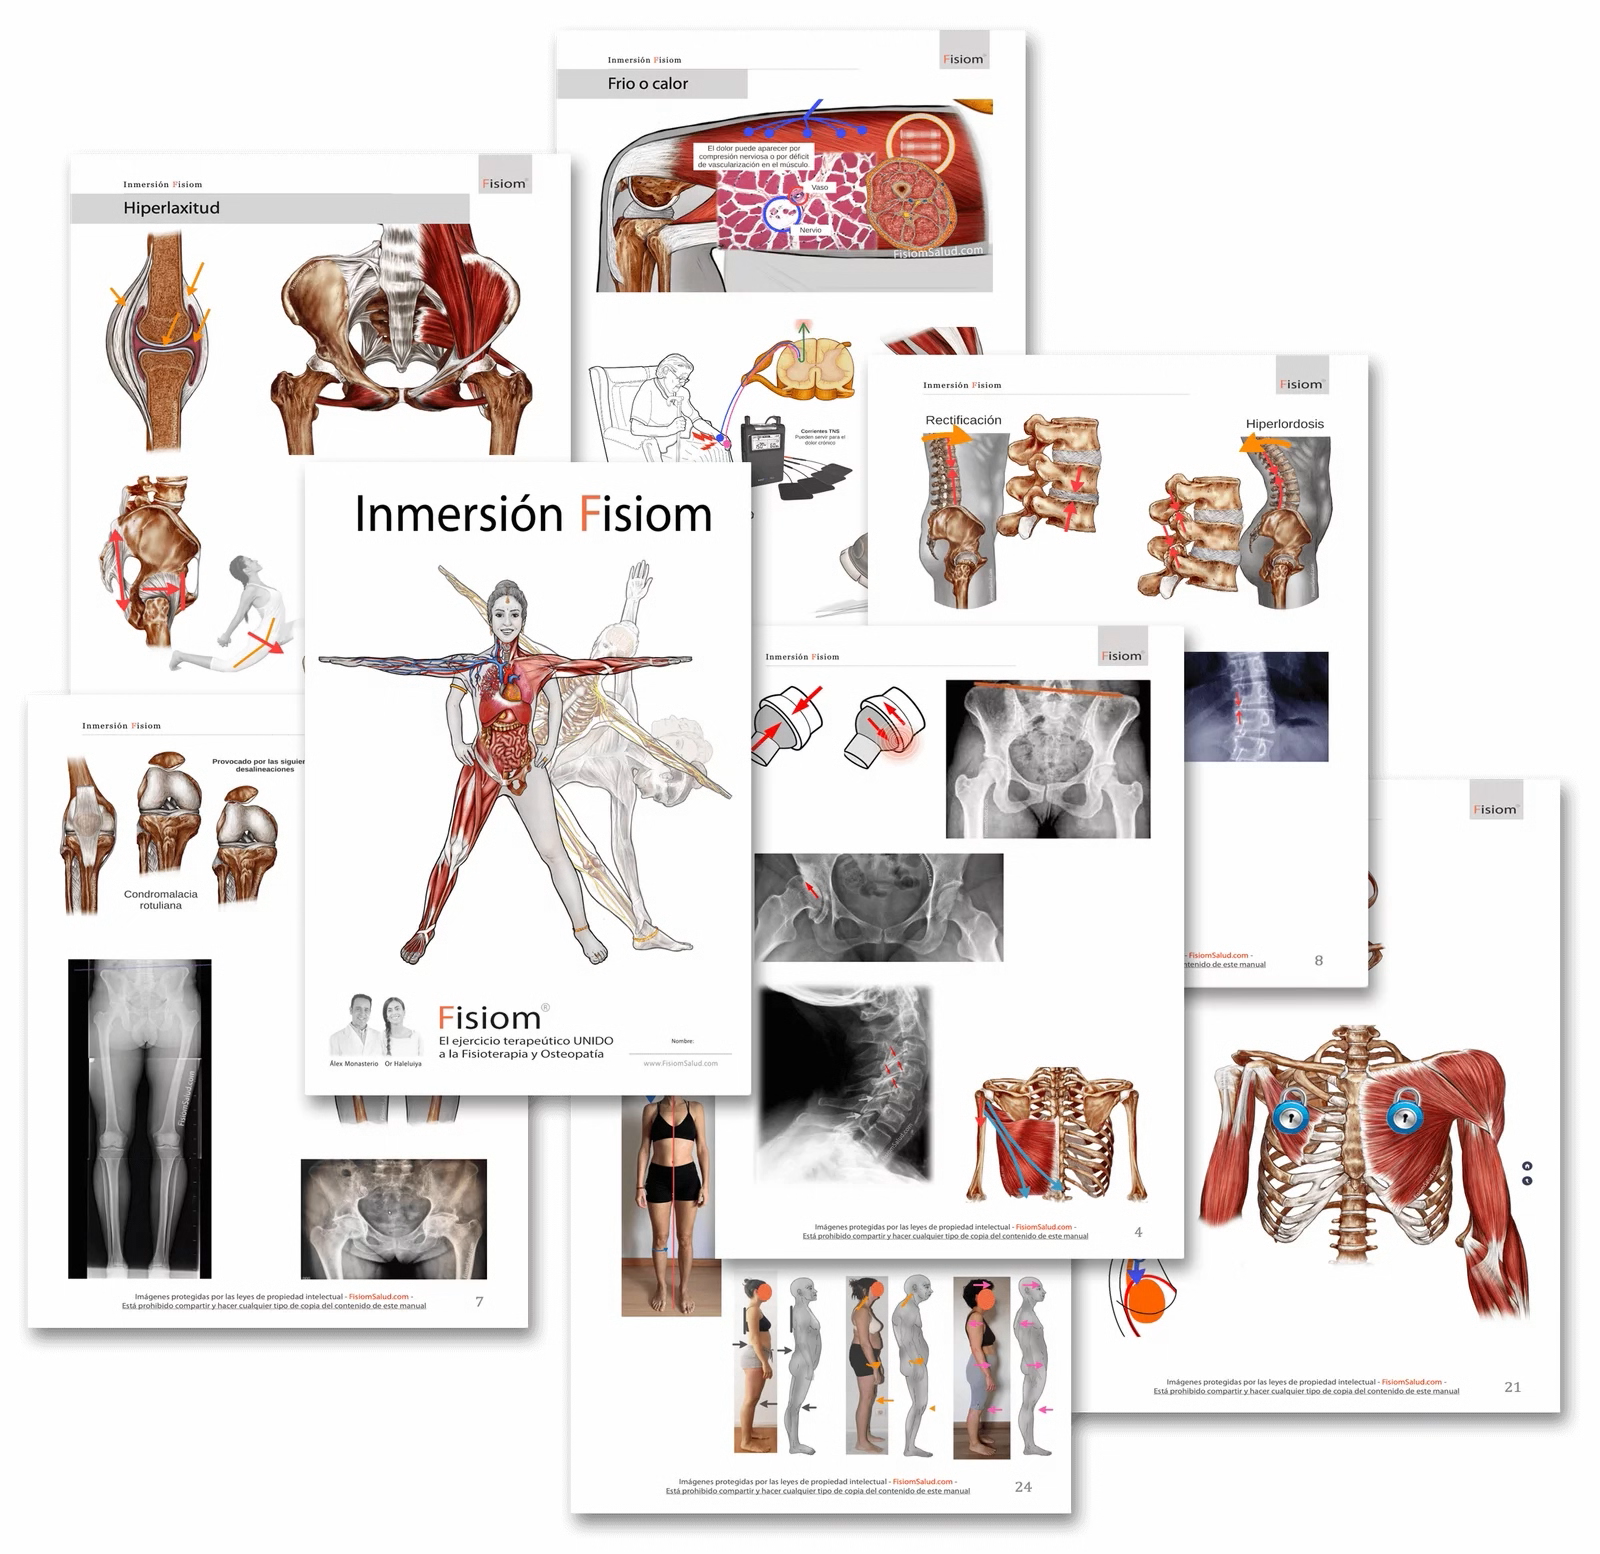 Inmersión Fisiom
Fisiom
Frio o calor
El dolor puede aparecer por
compresión nerviosa o por déficit
de vascularización en el músculo.
Vaso
Nervio
FisiomSalud.com
Corrientes TNS
Pueden servir para el
dolor crónico
Inmersión Fisiom
Fisiom
Hiperlaxitud
Inmersión Fisiom
Fisiom
Rectificación
Hiperlordosis
- FisiomSalud.com -
ntenido de este manual
8
Inmersión Fisiom
Fisiom®
El ejercicio terapéutico UNIDO
a la Fisioterapia y Osteopatía
Álex Monasterio
Or Haleluiya
Nombre:
www.FisiomSalud.com
Inmersión Fisiom
Fisiom
Imágenes protegidas por las leyes de propiedad intelectual - FisiomSalud.com -
Está prohibido compartir y hacer cualquier tipo de copia del contenido de este manual
4
Inmersión Fisiom
Provocado por las siguien
desalineaciones
Condromalacia
rotuliana
FisiomSalud.com
Imágenes protegidas por las leyes de propiedad intelectual - FisiomSalud.com -
Está prohibido compartir y hacer cualquier tipo de copia del contenido de este manual
7
Fisiom
Imágenes protegidas por las leyes de propiedad intelectual - FisiomSalud.com -
Está prohibido compartir y hacer cualquier tipo de copia del contenido de este manual
21
Imágenes protegidas por las leyes de propiedad intelectual - FisiomSalud.com -
Está prohibido compartir y hacer cualquier tipo de copia del contenido de este manual
24